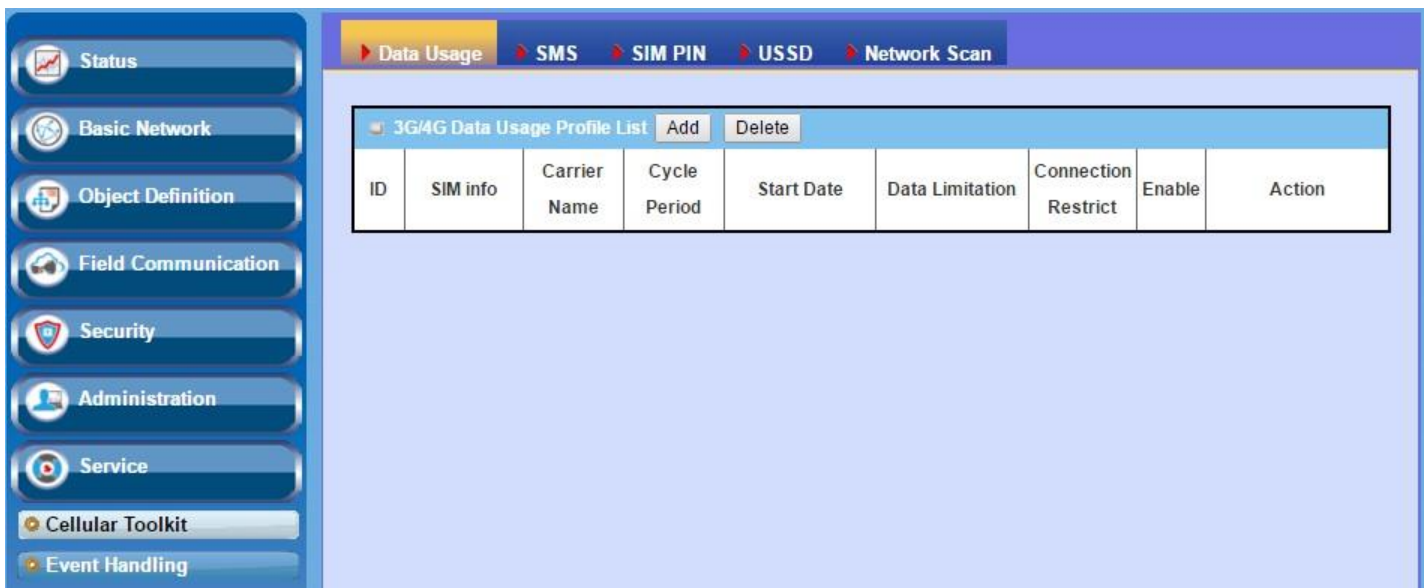 Status
Basic Network
Object Definition
Field Communication
Security
Administration
Service
Cellular Toolkit
Event Handling
Data Usage SMS SIM PIN USSD Network Scan
3G/4G Data Usage Profile List Add Delete
ID SIM info Carrier Name Cycle Period Start Date Data Limitation Connection Restrict Enable Action